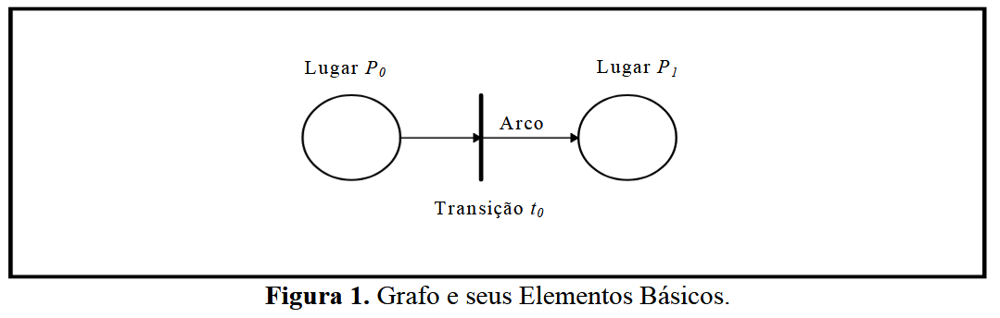 Lugar P0
Lugar P1
Arco
Transição t0
Figura 1. Grafo e seus Elementos Básicos.